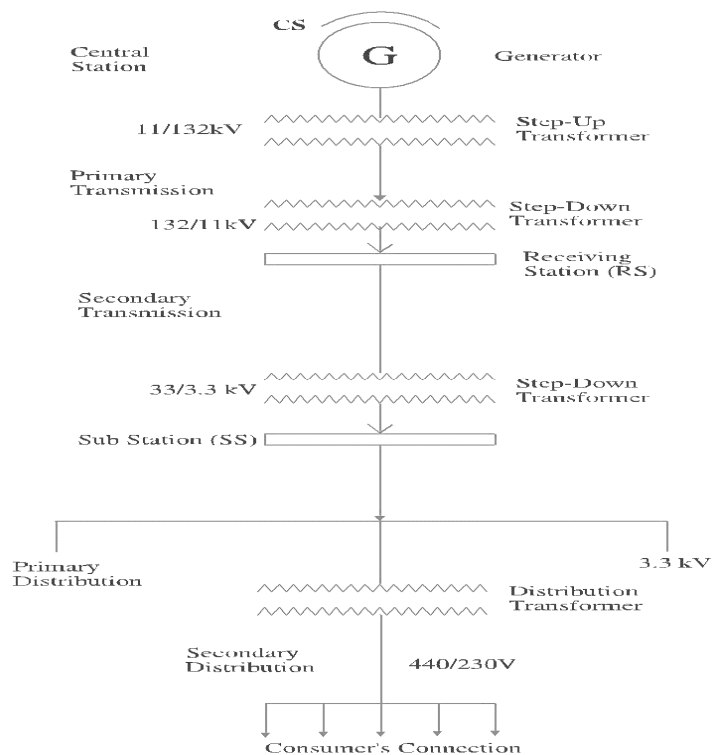 CS
Central
Station
G
Generator
11/132kV
Step-Up
Transformer
Primary
Transmission
132/11kV
Step-Down
Transformer
Receiving
Station (RS)
Secondary
Transmission
33/3.3 kV
Step-Down
Transformer
Sub Station (SS)
Primary
Distribution
3.3 kV
Distribution
Transformer
Secondary
Distribution
440/230V
Consumer's Connection